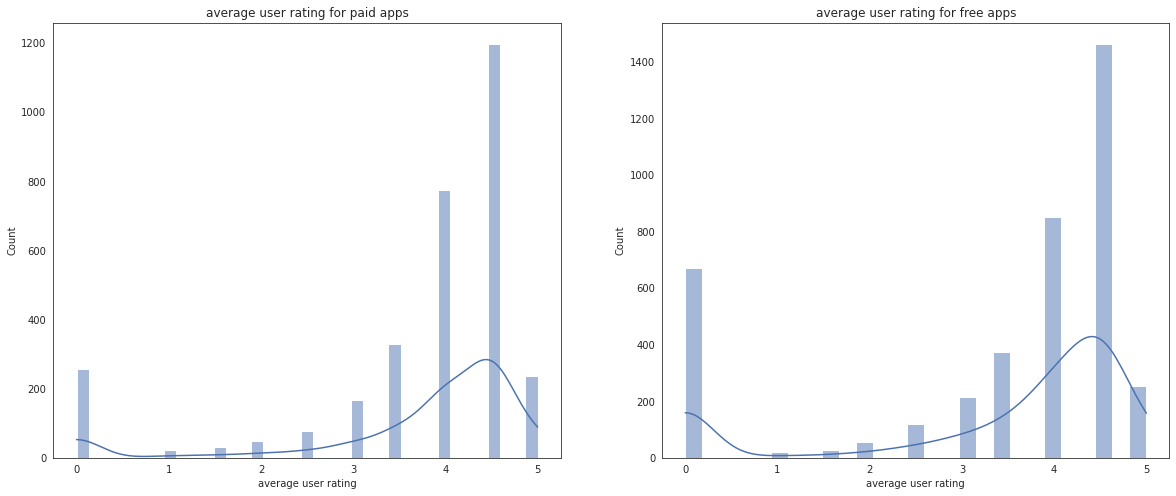 average user rating for paid apps
1200
1000
800
600
400
200
0
Count
0 1 2 3 4 5
average user rating
average user rating for free apps
1400
1200
1000
800
600
400
200
0
Count
0 1 2 3 4 5
average user rating